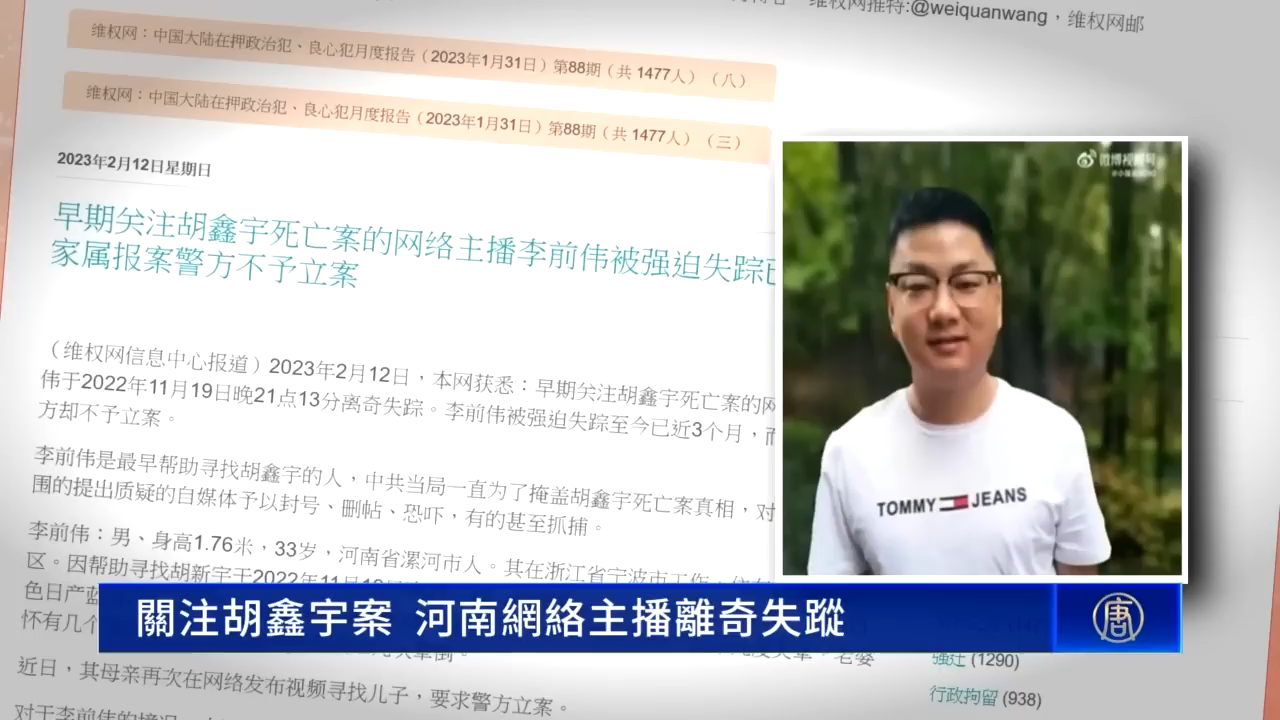 维权网推特:@weiquanwang，维权网邮
维权网：中国大陆在押政治犯、良心犯月度报告（2023年1月31日）第88期（共 1477人）（八）
维权网：中国大陆在押政治犯、良心犯月度报告（2023年1月31日）第88期（共 1477人）（三）
2023年2月12日星期日
早期关注胡鑫宇死亡案的网络主播李前伟被强迫失踪已
家属报案警方不予立案
（维权网信息中心报道）2023年2月12日，本网获悉：早期关注胡鑫宇死亡案的网
伟于2022年11月19日晚21点13分离奇失踪。李前伟被强迫失踪至今已近3个月，而
方却不予立案。
李前伟是最早帮助寻找胡鑫宇的人，中共当局一直为了掩盖胡鑫宇死亡案真相，对
围的提出质疑的自媒体予以封号、删帖、恐吓，有的甚至抓捕。
李前伟：男、身高1.76米，33岁，河南省漯河市人。其在浙江省宁波市工作，住在
区。因帮助寻找胡新宇于2022年11月19
色日产蓝
怀有几个
老婆
近日，其母亲再次在网络发布视频寻找儿子，要求警方立案。
对于李前伟的境况
强迁 (1290)
行政拘留 (938)
微博视频号
TOMMY JEANS
關注胡鑫宇案 河南網絡主播離奇失蹤
唐